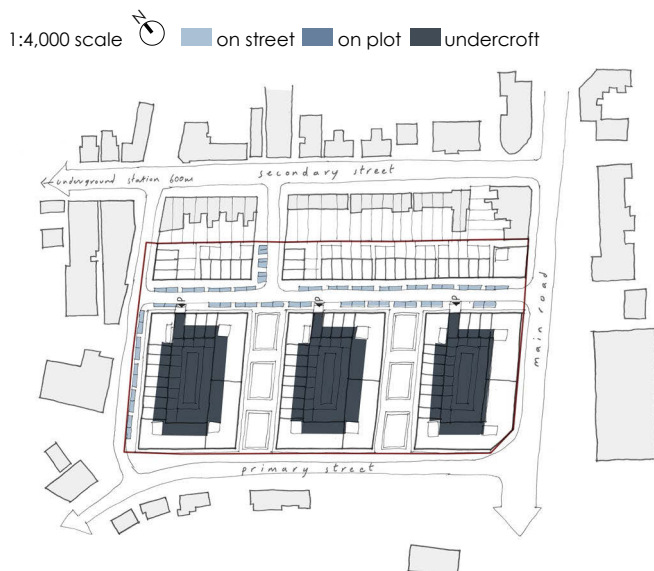 1:4,000 scale N on street on plot undercroft
secondary street
underground station 600m
P P P
main road
primary street